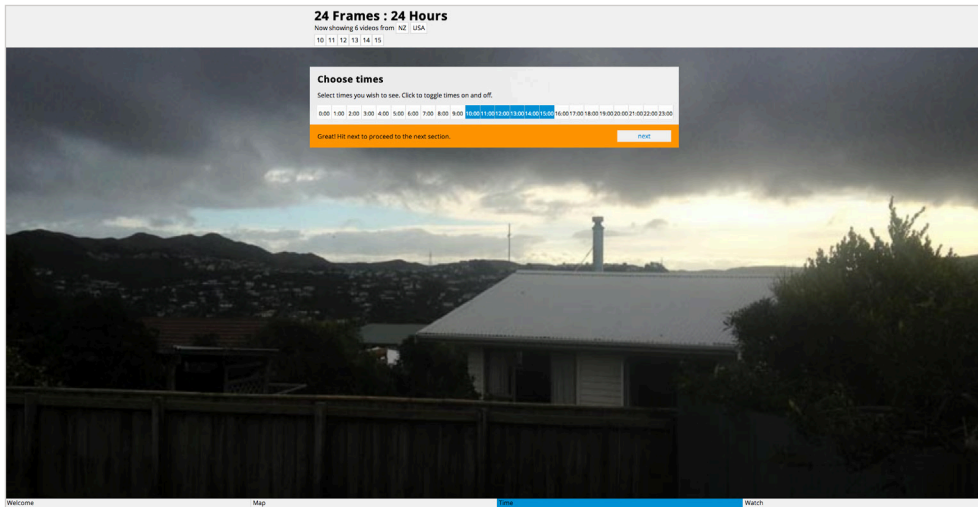 24 Frames : 24 Hours
Now showing 6 videos from NZ USA
10 11 12 13 14 15
Choose times
Select times you wish to see. Click to toggle times on and off.
0:00 1:00 2:00 3:00 4:00 5:00 6:00 7:00 8:00 9:00 10:00 11:00 12:00 13:00 14:00 15:00 16:00 17:00 18:00 19:00 20:00 21:00 22:00 23:00
Great! Hit next to proceed to the next section. next
Welcome Map Time Watch